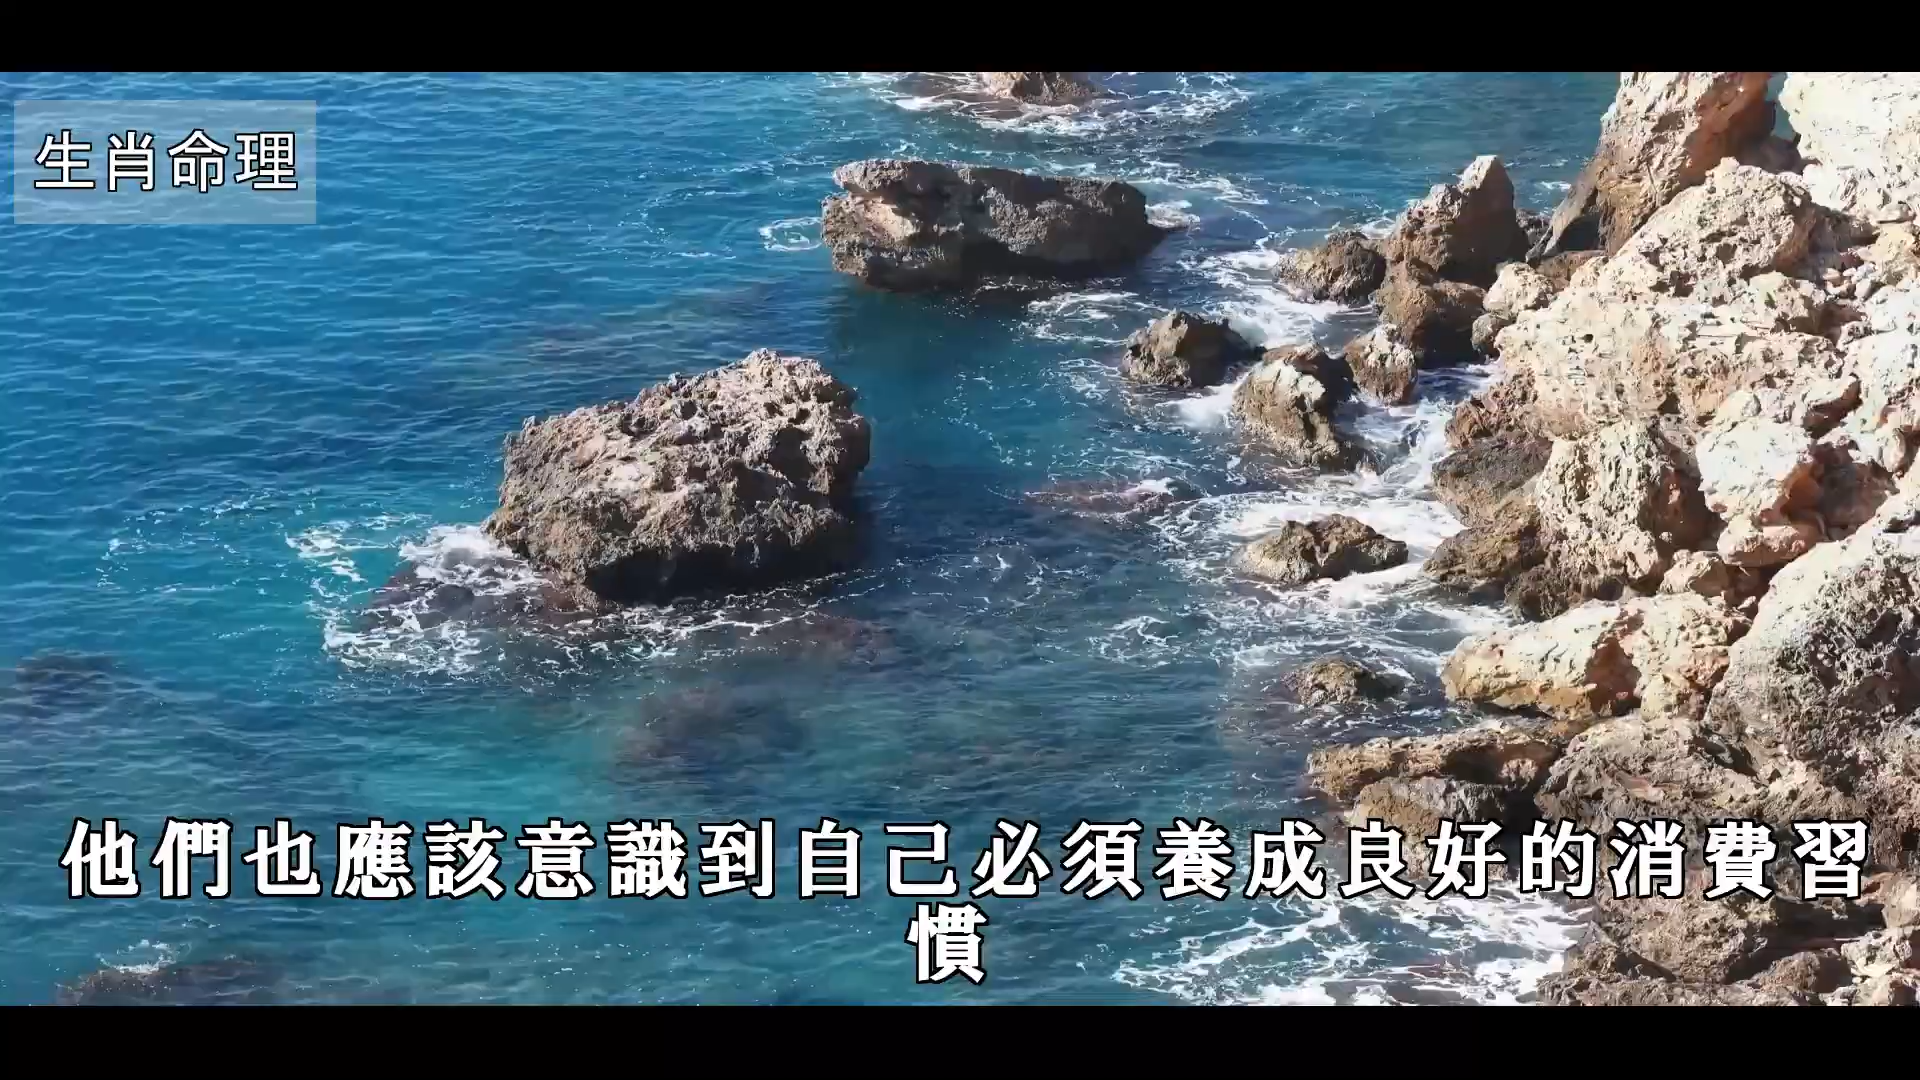 生肖命理
他們也應該意識到自己必須養成良好的消費習
慣